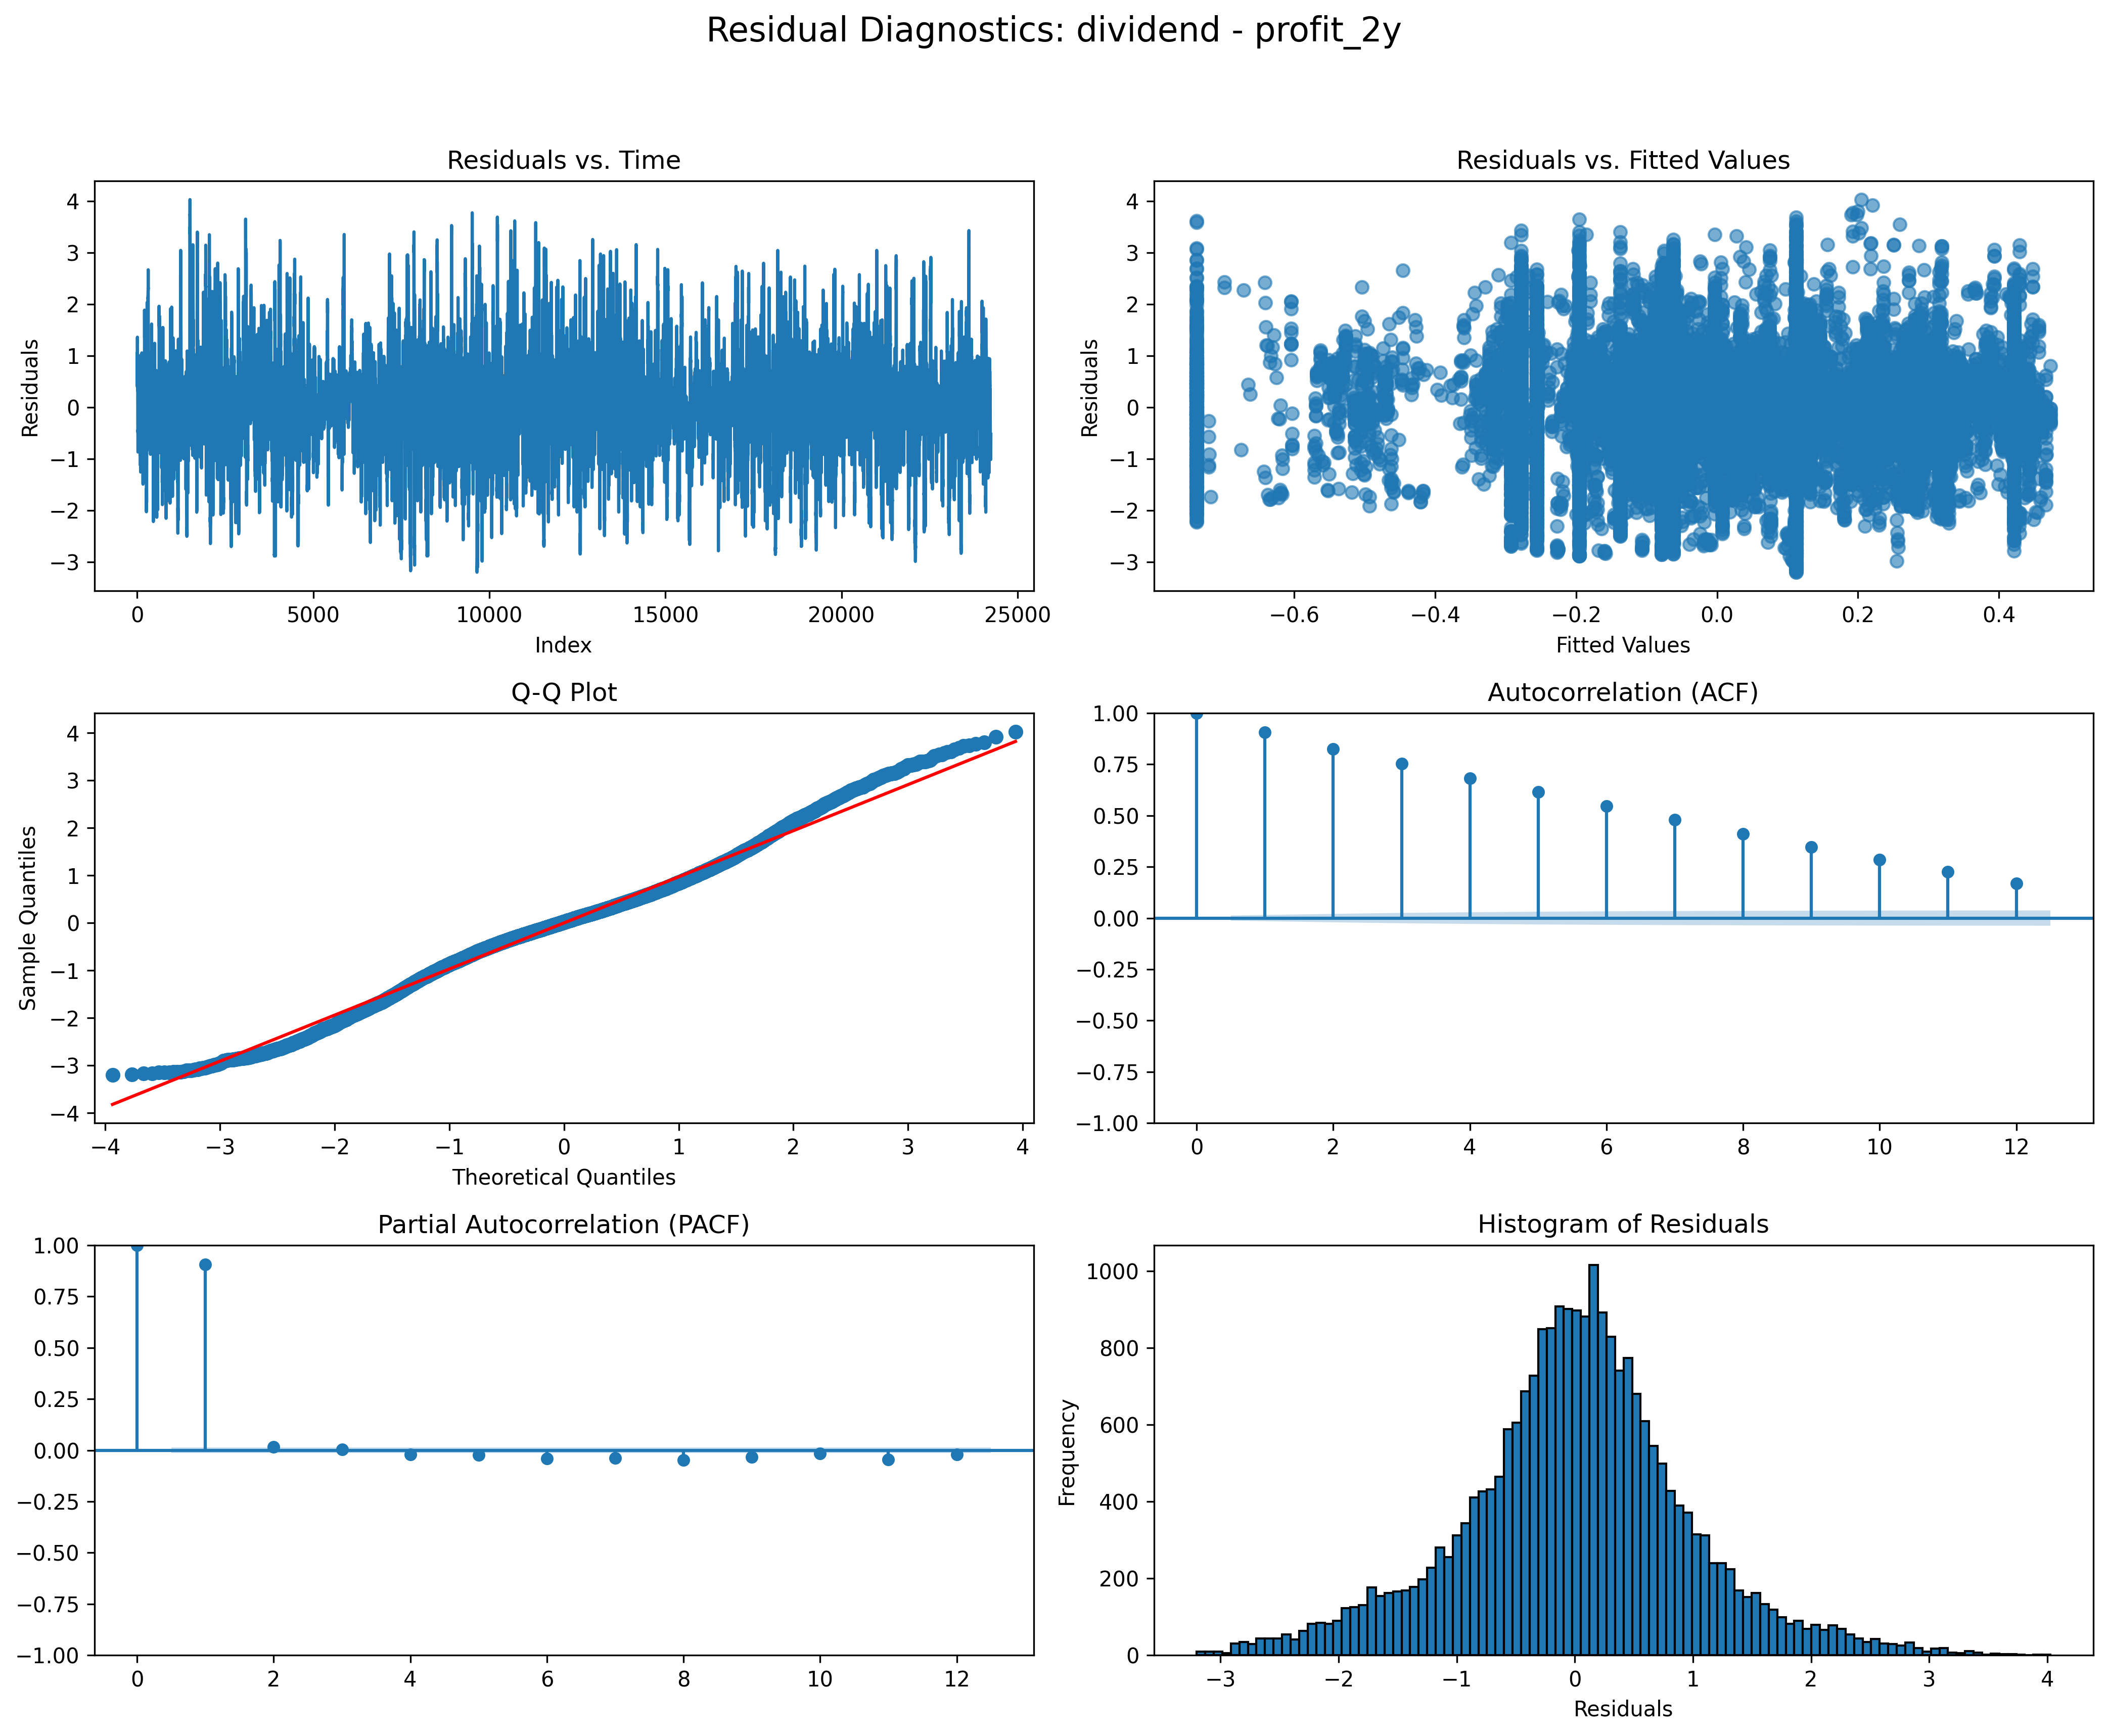 Residual Diagnostics: dividend - profit_2y
Residuals vs. Time
Residuals
4
3
2
1
0
−1
−2
−3
0 5000 10000 15000 20000 25000
Index
Residuals vs. Fitted Values
Residuals
4
3
2
1
0
−1
−2
−3
−0.6 −0.4 −0.2 0.0 0.2 0.4
Fitted Values
Q-Q Plot
Sample Quantiles
4
3
2
1
0
−1
−2
−3
−4
−4 −3 −2 −1 0 1 2 3 4
Theoretical Quantiles
Autocorrelation (ACF)
1.00
0.75
0.50
0.25
0.00
−0.25
−0.50
−0.75
−1.00
0 2 4 6 8 10 12
Partial Autocorrelation (PACF)
1.00
0.75
0.50
0.25
0.00
−0.25
−0.50
−0.75
−1.00
0 2 4 6 8 10 12
Histogram of Residuals
Frequency
1000
800
600
400
200
0
−3 −2 −1 0 1 2 3 4
Residuals